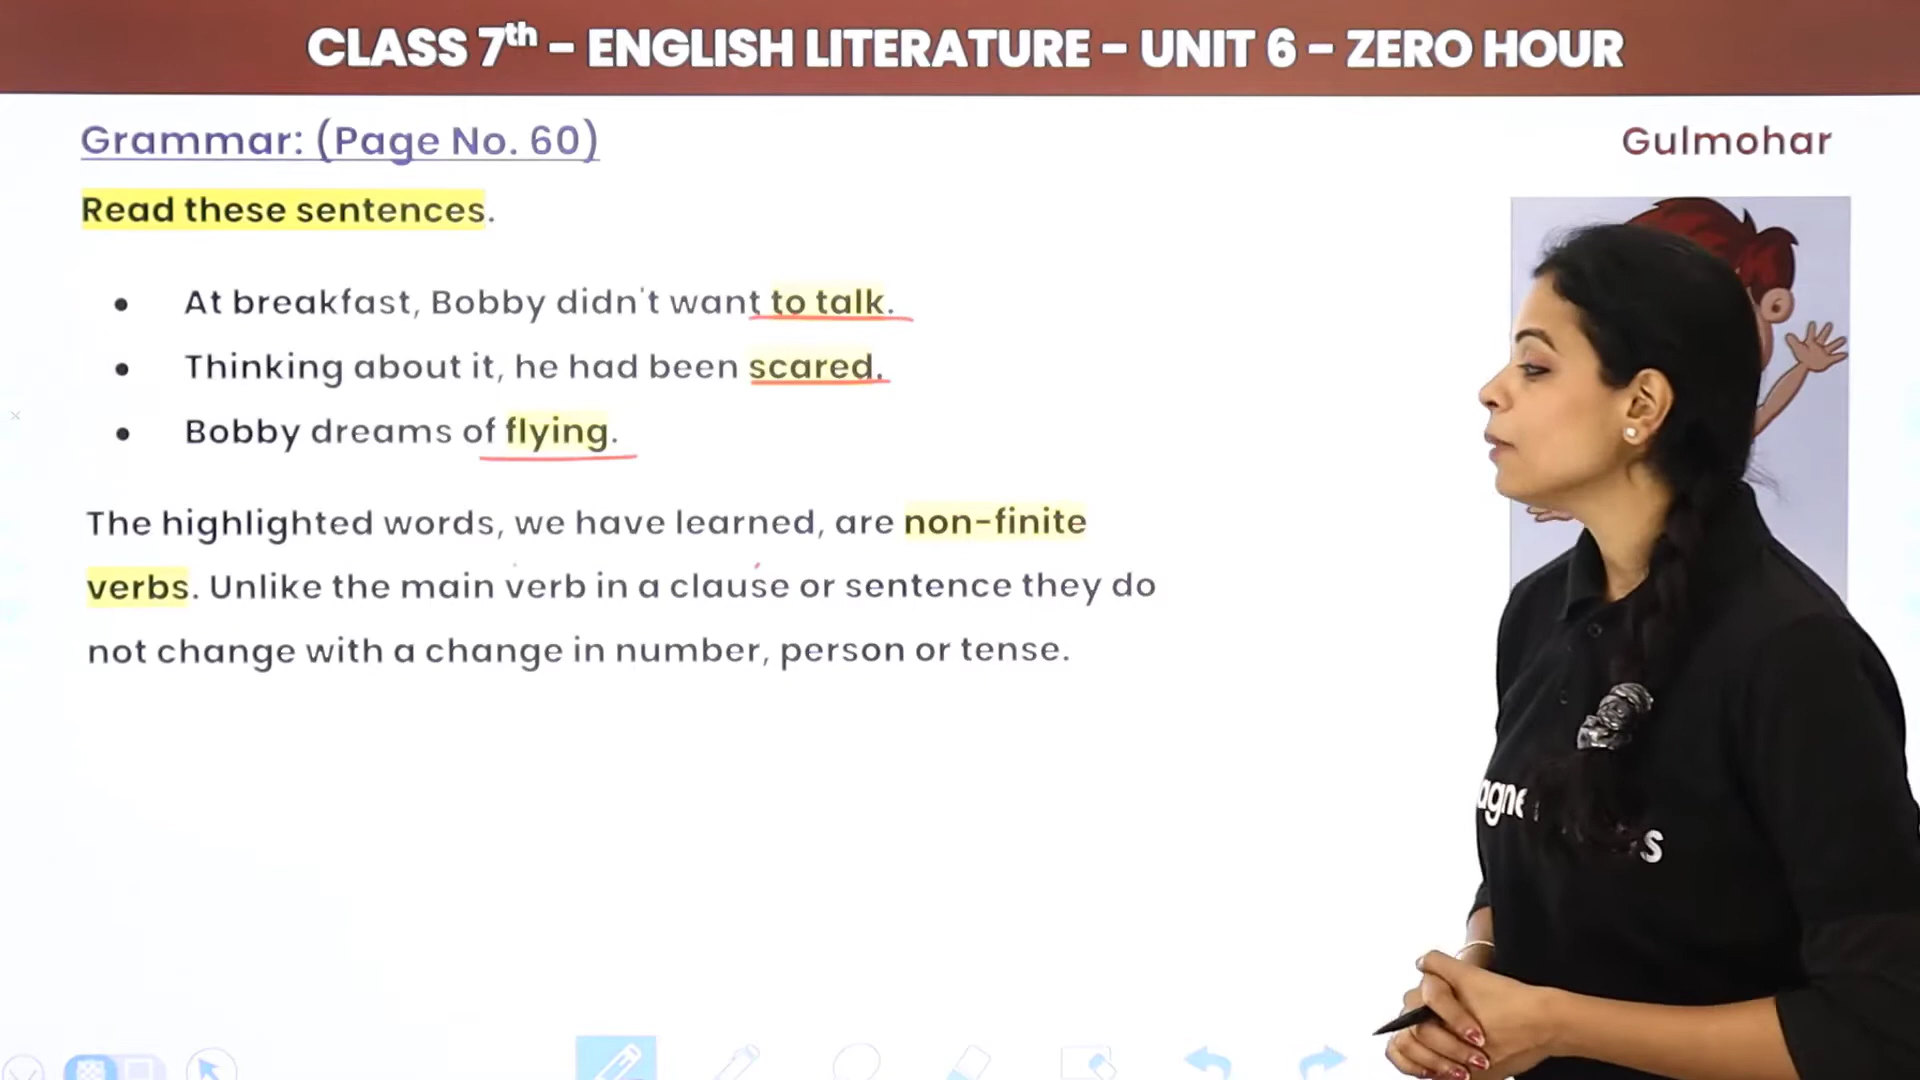 CLASS 7th – ENGLISH LITERATURE – UNIT 6 – ZERO HOUR
Grammar: (Page No. 60)
Gulmohar
Read these sentences.
• At breakfast, Bobby didn't want to talk.
• Thinking about it, he had been scared.
• Bobby dreams of flying.
The highlighted words, we have learned, are non-finite
verbs. Unlike the main verb in a clause or sentence they do
not change with a change in number, person or tense.